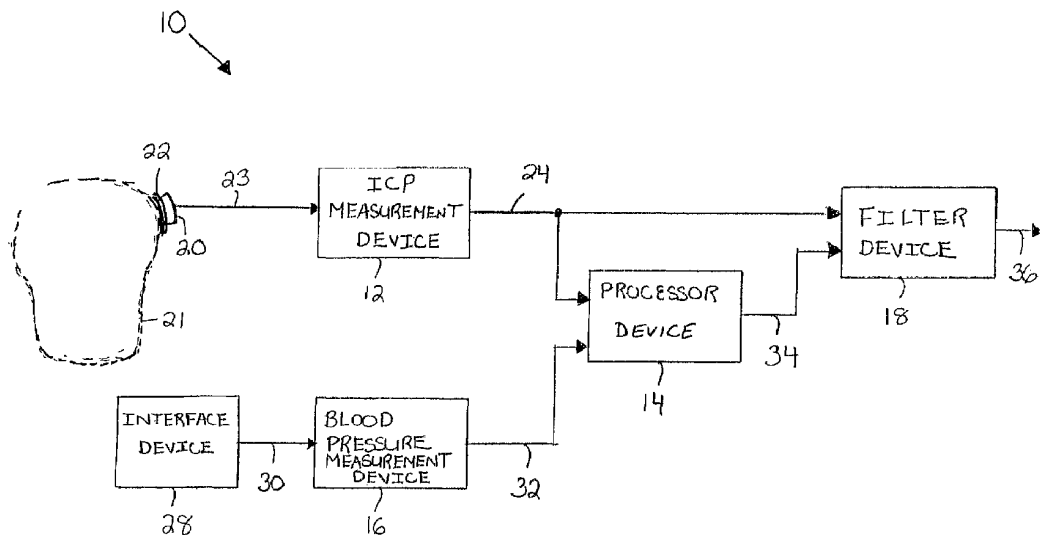 10
22
23
20
21
ICP
MEASUREMENT
DEVICE
12
24
FILTER
DEVICE
18
36
PROCESSOR
DEVICE
14
34
INTERFACE
DEVICE
28
30
BLOOD
PRESSURE
MEASUREMENT
DEVICE
16
32